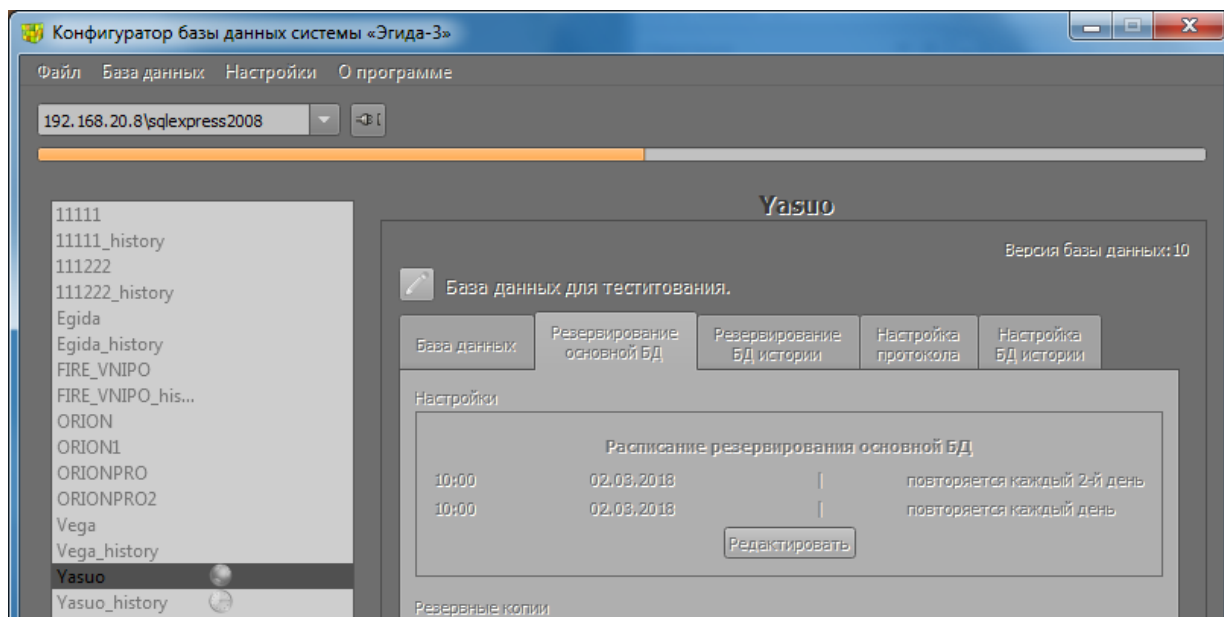 Конфигуратор базы данных системы «Эгида-3»
Файл База данных Настройки О программе
192.168.20.8\sqlexpress2008
Yasuo
Версия базы данных:10
База данных для теститования.
База данных
Резервирование основной БД
Резервирование БД истории
Настройка протокола
Настройка БД истории
Настройки
Расписание резервирования основной БД
10:00 02.03.2018 | повторяется каждый 2-й день
10:00 02.03.2018 | повторяется каждый день
Редактировать
Резервные копии
11111
11111_history
111222
111222_history
Egida
Egida_history
FIRE_VNIPO
FIRE_VNIPO_his...
ORION
ORION1
ORIONPRO
ORIONPRO2
Vega
Vega_history
Yasuo
Yasuo_history